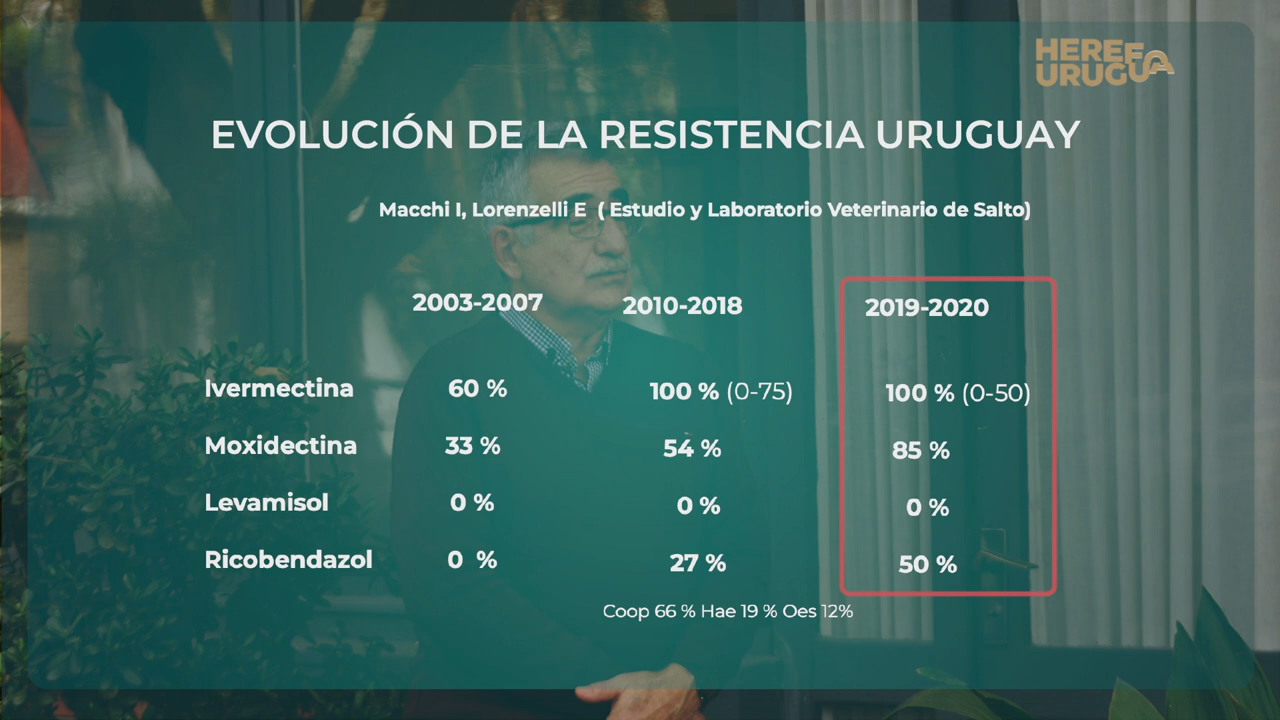 HEREF
URUGUA
EVOLUCIÓN DE LA RESISTENCIA URUGUAY
Macchi I, Lorenzelli E ( Estudio y Laboratorio Veterinario de Salto)
2003-2007 2010-2018 2019-2020
Ivermectina 60 % 100 % (0-75) 100 % (0-50)
Moxidectina 33 % 54 % 85 %
Levamisol 0 % 0 % 0 %
Ricobendazol 0 % 27 % 50 %
Coop 66 % Hae 19 % Oes 12%